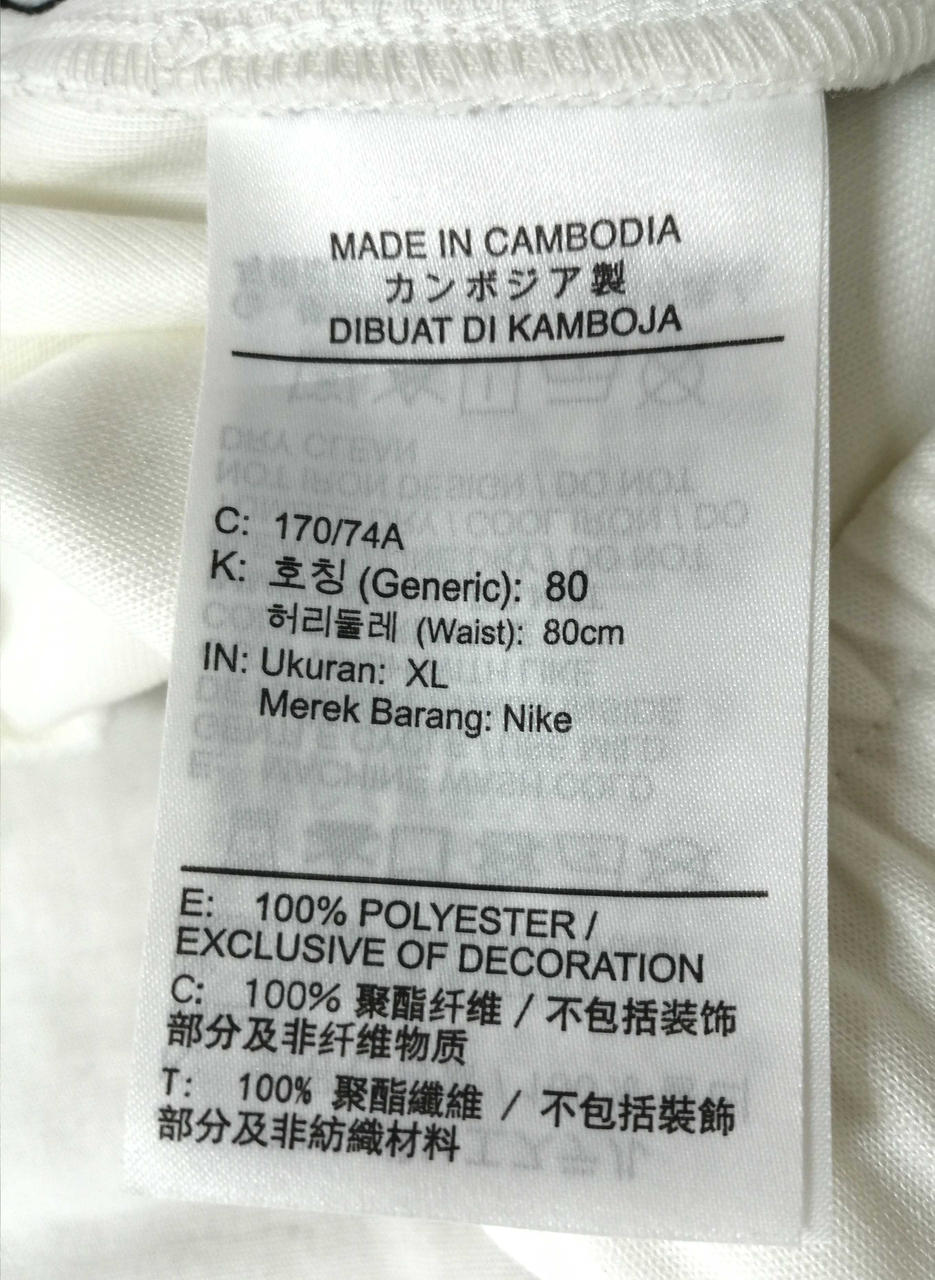 MADE IN CAMBODIA
カンボジア製
DIBUAT DI KAMBOJA
C: 170/74A
K: 호칭 (Generic): 80
허리둘레 (Waist): 80cm
IN: Ukuran: XL
Merek Barang: Nike
E: 100% POLYESTER /
EXCLUSIVE OF DECORATION
C: 100% 聚酯纤维 / 不包括装饰
部分及非纤维物质
T: 100% 聚酯纖維 / 不包括裝飾
部分及非紡織材料